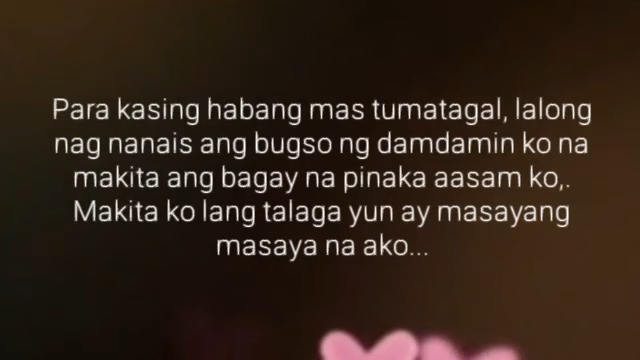 Para kasing habang mas tumatagal, lalong
nag nanais ang bugso ng damdamin ko na
makita ang bagay na pinaka aasam ko,.
Makita ko lang talaga yun ay masayang
masaya na ako...